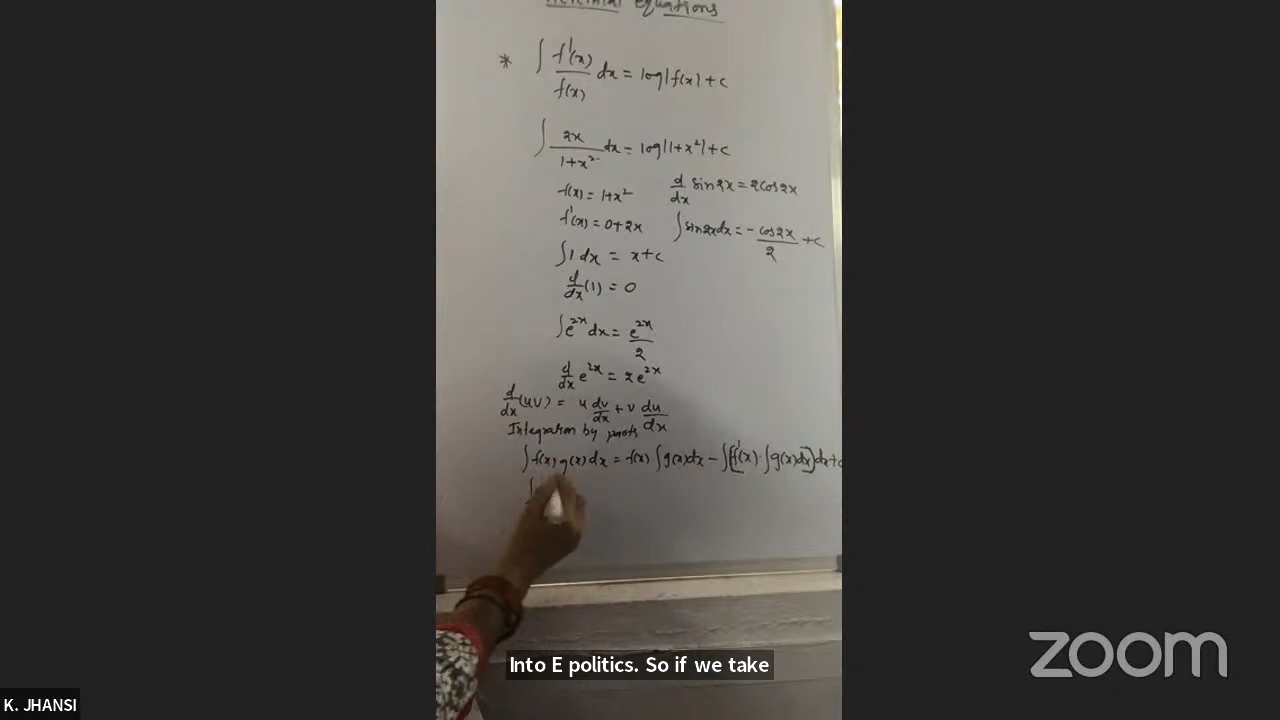 equations
* ∫ f'(x)/f(x) dx = log|f(x)| + c
∫ 2x/1+x² dx = log|1+x²| + c
f(x) = 1+x²
d/dx sin2x = 2cos2x
f'(x) = 0+2x
∫ sin2x dx = - cos2x/2 + c
∫ 1 dx = x+c
d/dx (1) = 0
∫ e^2x dx = e^2x/2
d/dx e^2x = 2e^2x
d/dx (uv) = u dv/dx + v du/dx
Integration by parts
∫ f(x) g(x) dx = f(x) ∫ g(x) dx - ∫ [f'(x) · ∫ g(x) dx] dx + c
∫
Into E politics. So if we take
zoom
K. JHANSI